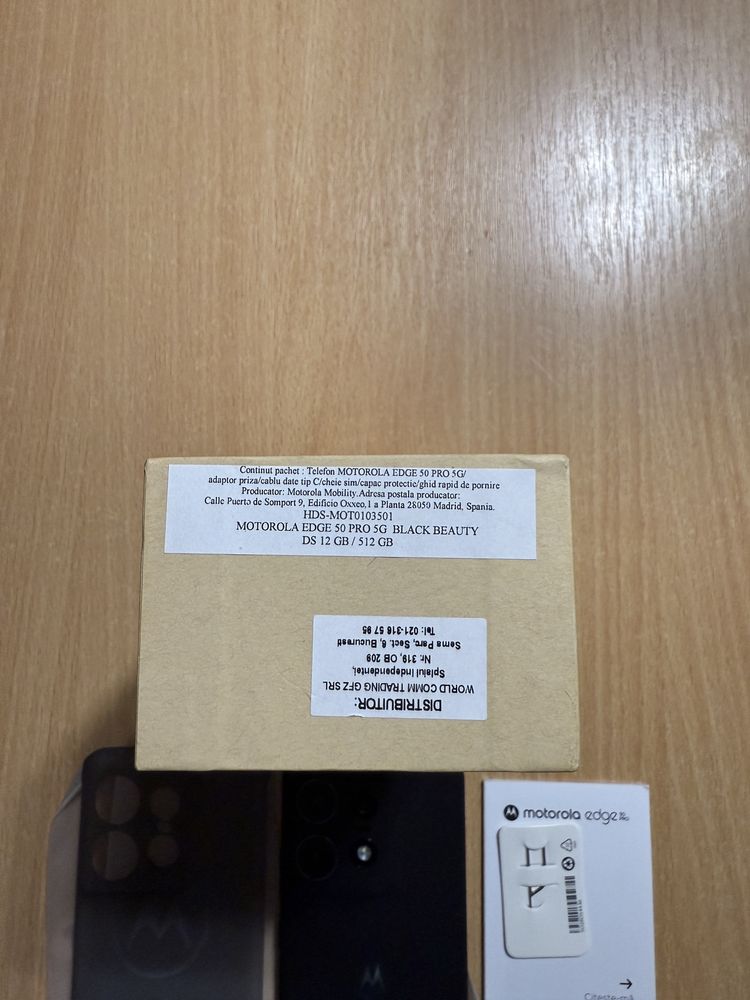 Continut pachet : Telefon MOTOROLA EDGE 50 PRO 5G/
adaptor priza/cablu date tip C/cheie sim/capac protectie/ghid rapid de pornire
Producator: Motorola Mobility.Adresa postala producator:
Calle Puerto de Somport 9, Edificio Oxxeo,1 a Planta 28050 Madrid, Spania.
HDS-MOT0103501
MOTOROLA EDGE 50 PRO 5G BLACK BEAUTY
DS 12 GB / 512 GB
DISTRIBUITOR:
WORLD COMM TRADING GFZ SRL
Splaiul Independentei,
Nr. 319, OB 209
Sema Parc, Sect. 6, Bucuresti
Tel: 021-316 57 95
motorola edge 50 PRO
Citește-mă